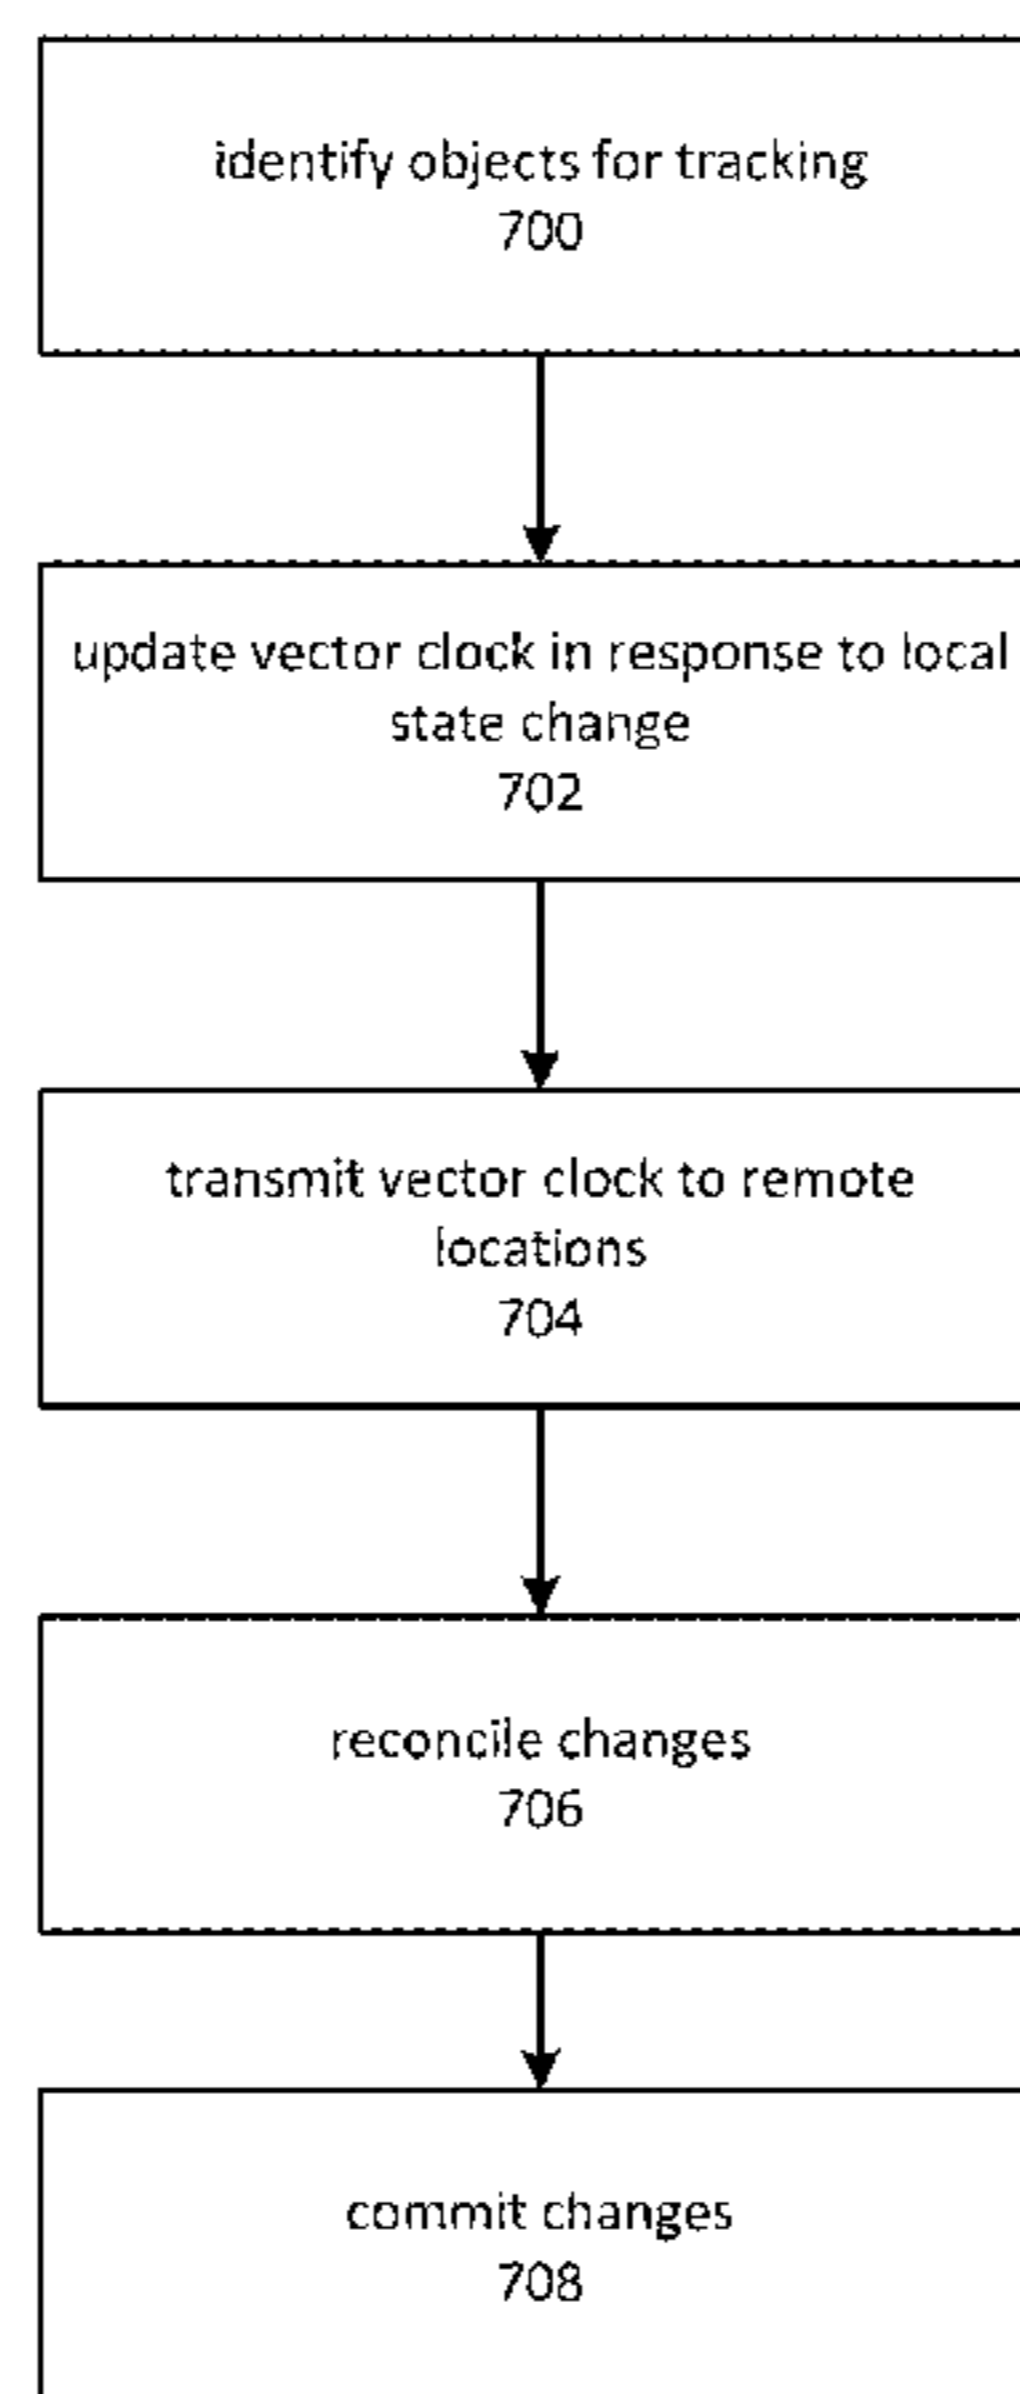 identify objects for tracking
700
update vector clock in response to local
state change
702
transmit vector clock to remote
locations
704
reconcile changes
706
commit changes
708